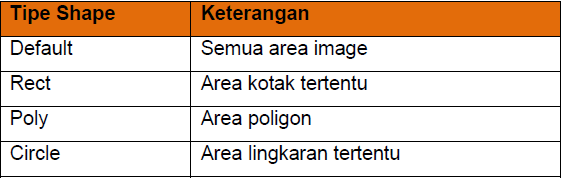 Tipe Shape Keterangan
Default Semua area image
Rect Area kotak tertentu
Poly Area poligon
Circle Area lingkaran tertentu